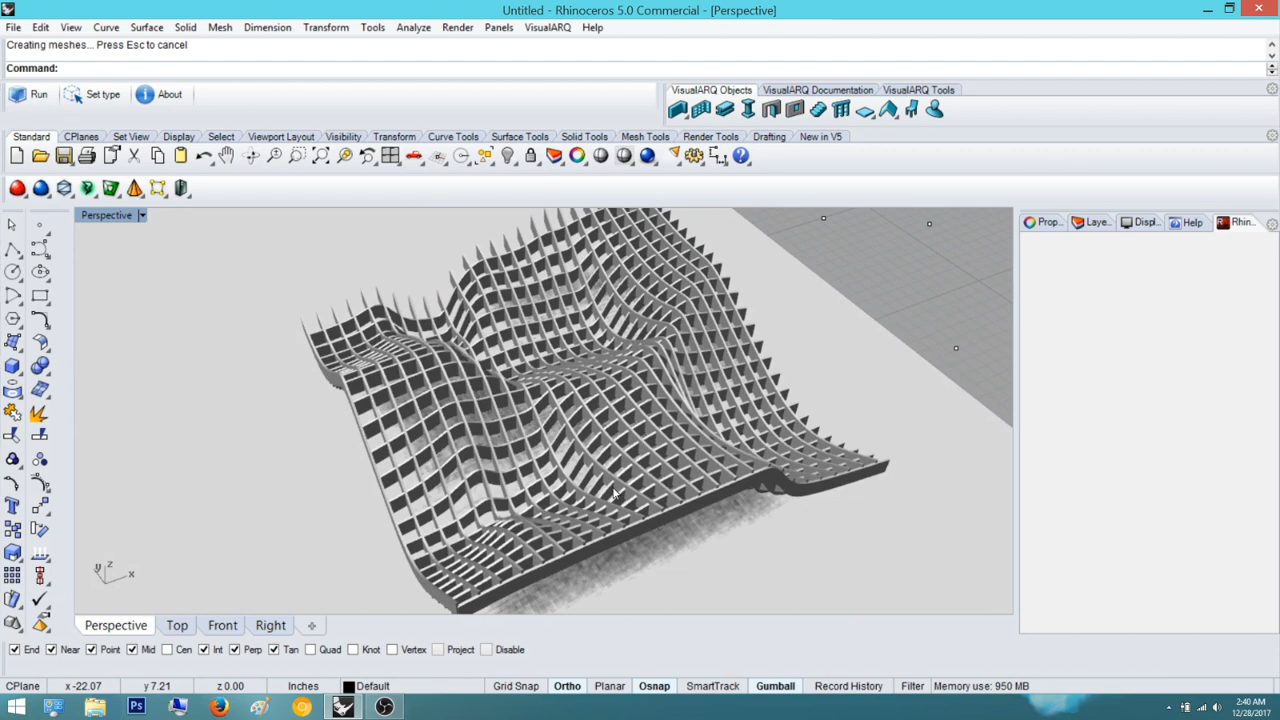 Untitled - Rhinoceros 5.0 Commercial - [Perspective]
File Edit View Curve Surface Solid Mesh Dimension Transform Tools Analyze Render Panels VisualARQ Help
Creating meshes... Press Esc to cancel
Command:
Run Set type About
VisualARQ Objects VisualARQ Documentation VisualARQ Tools
Standard CPlanes Set View Display Select Viewport Layout Visibility Transform Curve Tools Surface Tools Solid Tools Mesh Tools Render Tools Drafting New in V5
Perspective
Prop... Laye... Displ... Help Rhin...
z
y
x
Perspective Top Front Right
End Near Point Mid Cen Int Perp Tan Quad Knot Vertex Project Disable
CPlane x -22.07 y 7.21 z 0.00 Inches Default Grid Snap Ortho Planar Osnap SmartTrack Gumball Record History Filter Memory use: 950 MB
Ps
2:40 AM
12/28/2017